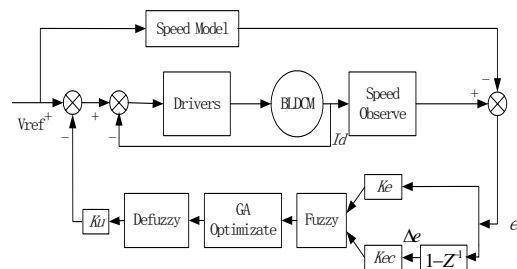 Speed Model
−
+
+
Vref
−
+
−
Drivers
BLDCM
Id
Speed
Observe
Ku
Defuzzy
GA
Optimizate
Fuzzy
Ke
Kec
Δe
1−Z⁻¹
e